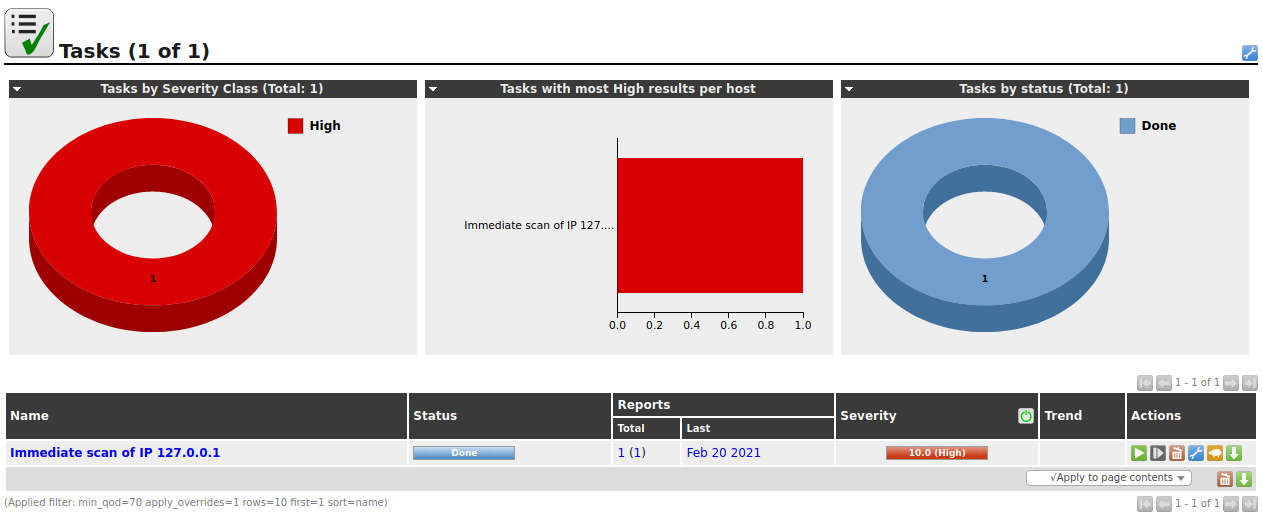 Tasks (1 of 1)
Tasks by Severity Class (Total: 1)
High
1
Tasks with most High results per host
Immediate scan of IP 127....
0.0 0.2 0.4 0.6 0.8 1.0
Tasks by status (Total: 1)
Done
1
1 - 1 of 1
Name Status Reports Severity Trend Actions
Total Last
Immediate scan of IP 127.0.0.1 Done 1 (1) Feb 20 2021 10.0 (High)
√Apply to page contents
(Applied filter: min_qod=70 apply_overrides=1 rows=10 first=1 sort=name)
1 - 1 of 1